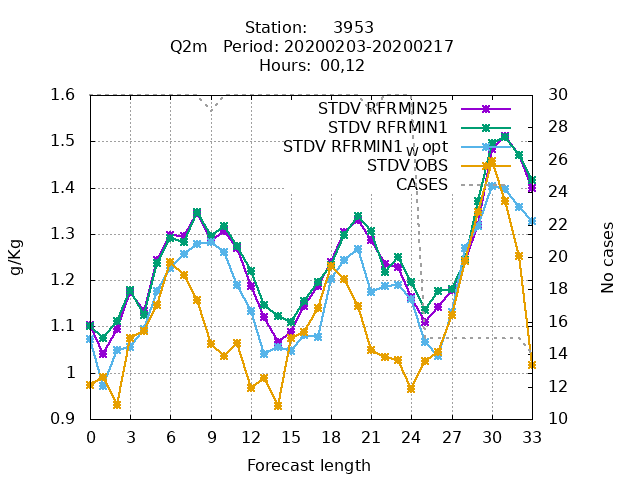 Station:     3953
Q2m   Period: 20200203-20200217
Hours:  00,12
STDV RFRMIN25
STDV RFRMIN1
STDV RFRMIN1_w opt
STDV OBS
CASES
1.6
1.5
1.4
1.3
1.2
1.1
1
0.9
g/Kg
30
28
26
24
22
20
18
16
14
12
10
No cases
0 3 6 9 12 15 18 21 24 27 30 33
Forecast length